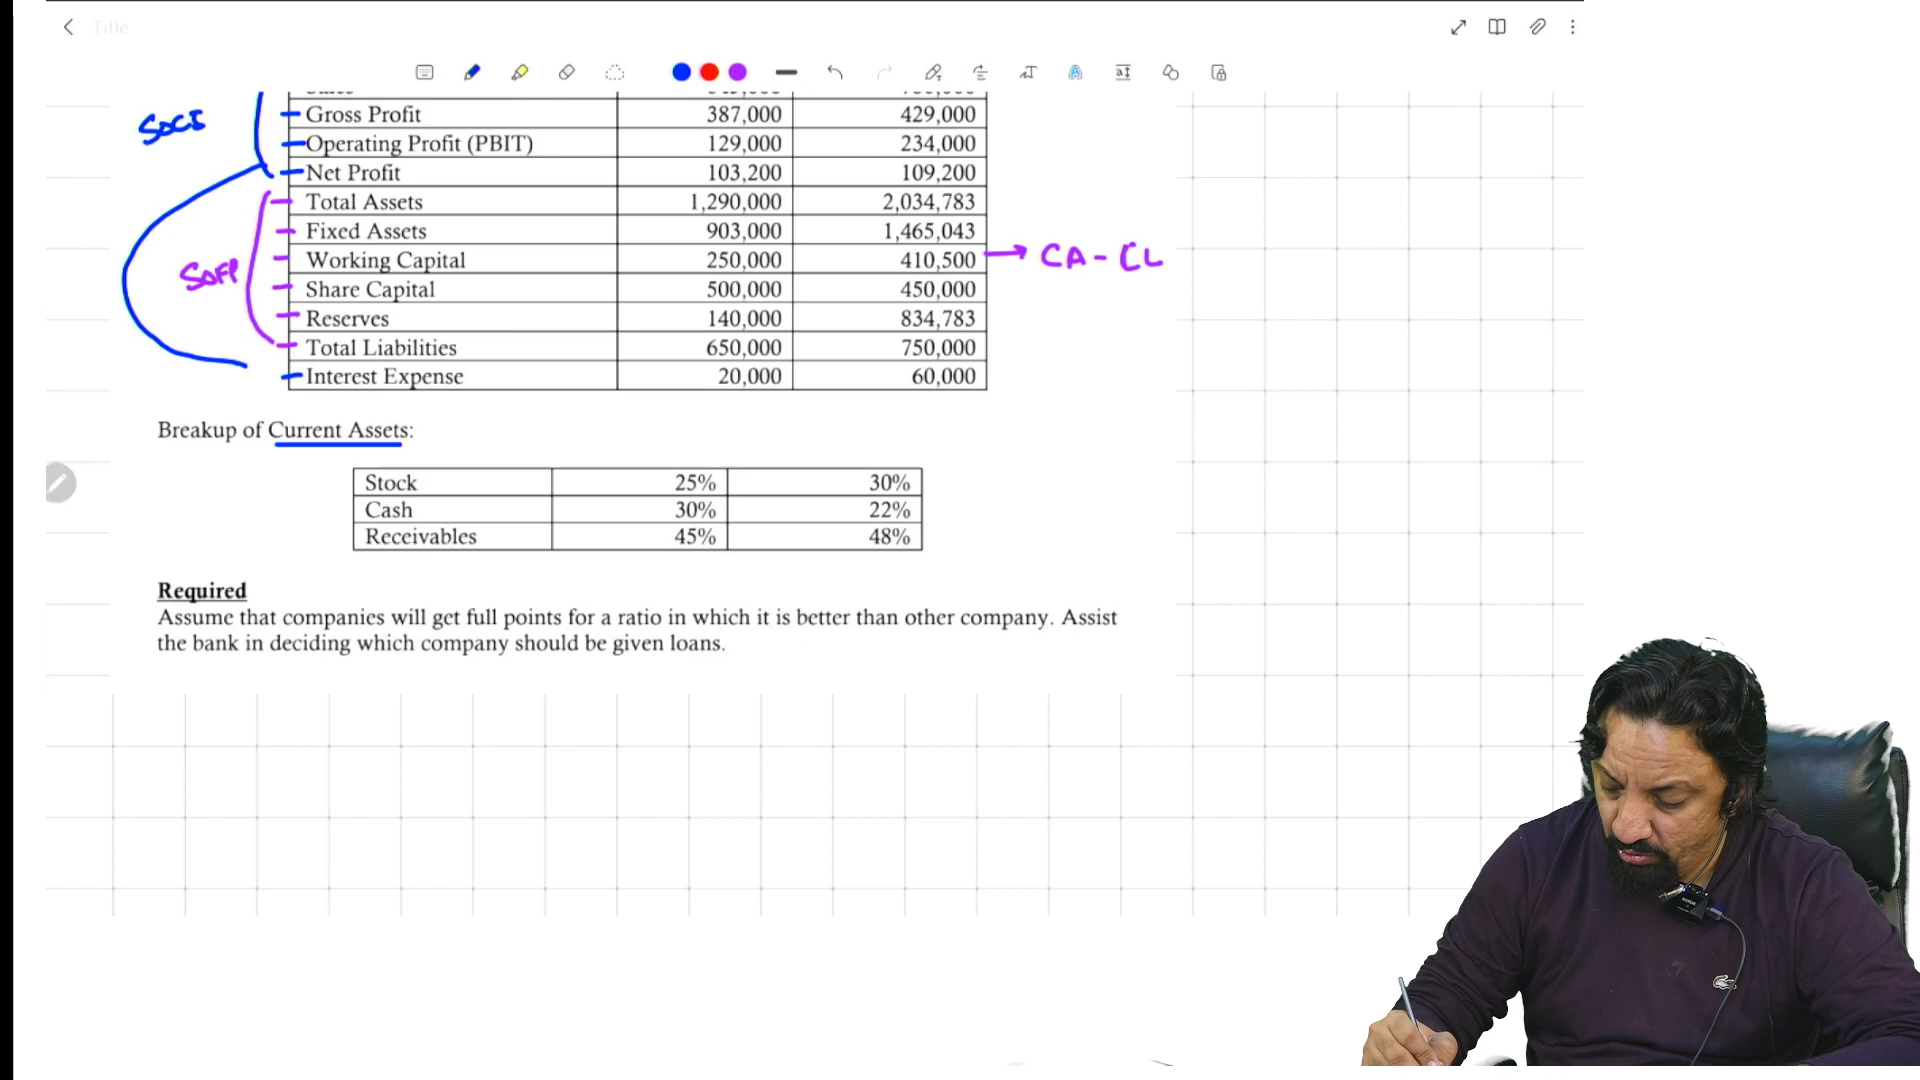 Title
SOCI
Gross Profit 387,000 429,000
Operating Profit (PBIT) 129,000 234,000
Net Profit 103,200 109,200
Total Assets 1,290,000 2,034,783
Fixed Assets 903,000 1,465,043
Working Capital 250,000 410,500 → CA - CL
SOFP
Share Capital 500,000 450,000
Reserves 140,000 834,783
Total Liabilities 650,000 750,000
Interest Expense 20,000 60,000
Breakup of Current Assets:
Stock 25% 30%
Cash 30% 22%
Receivables 45% 48%
Required
Assume that companies will get full points for a ratio in which it is better than other company. Assist
the bank in deciding which company should be given loans.